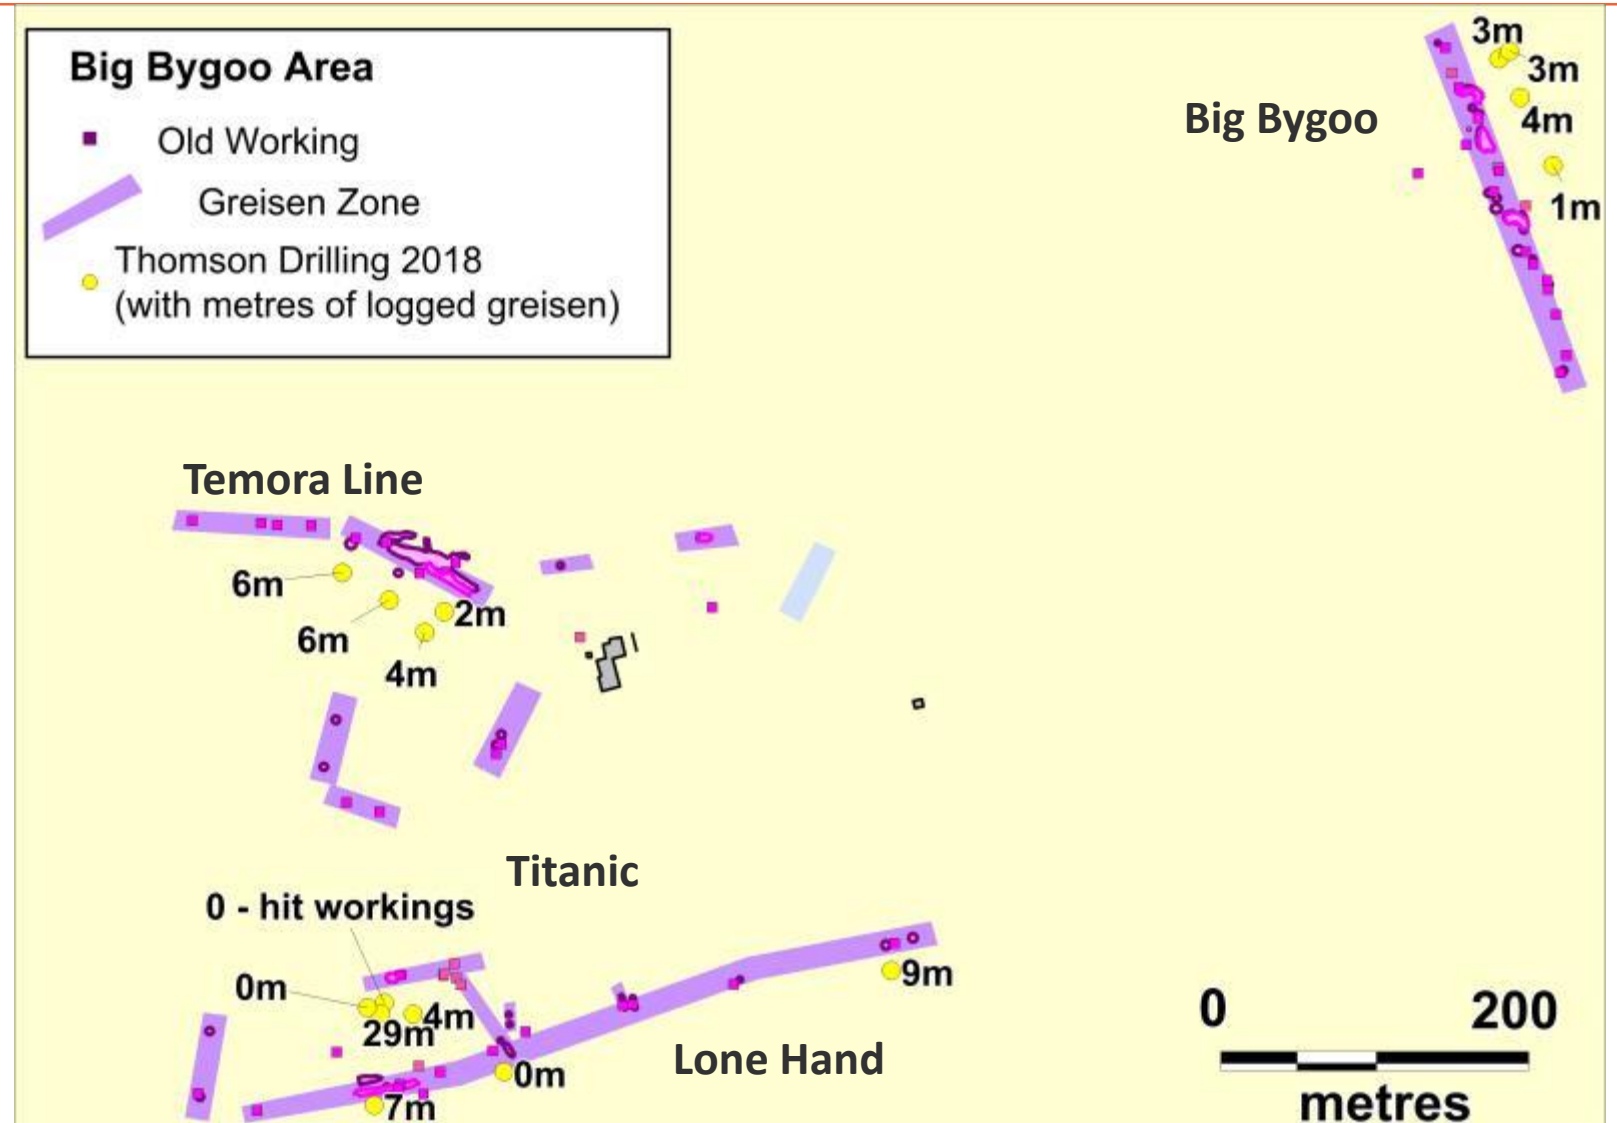 Big Bygoo Area
Old Working
Greisen Zone
Thomson Drilling 2018
(with metres of logged greisen)
Big Bygoo
3m
3m
4m
1m
Temora Line
6m
6m
2m
4m
Titanic
0 - hit workings
0m
29m
4m
9m
Lone Hand
0m
7m
0 200
metres